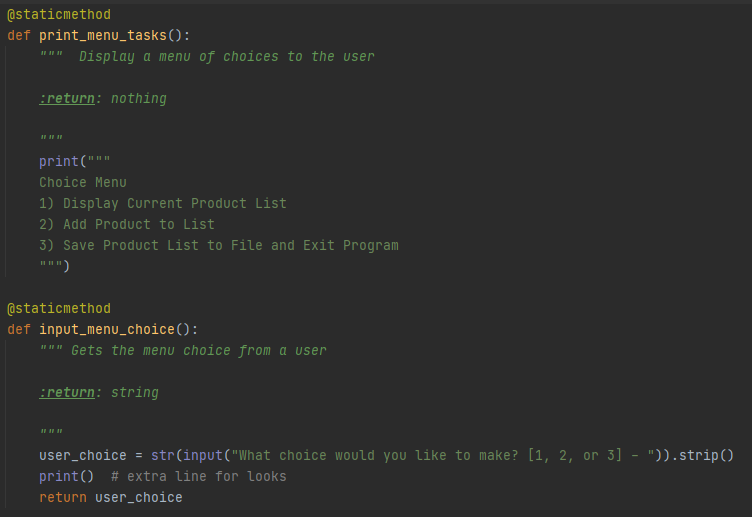 @staticmethod
def print_menu_tasks():
    """  Display a menu of choices to the user

    :return: nothing

    """
    print("""
    Choice Menu
    1) Display Current Product List
    2) Add Product to List
    3) Save Product List to File and Exit Program
    """)

@staticmethod
def input_menu_choice():
    """ Gets the menu choice from a user

    :return: string

    """
    user_choice = str(input("What choice would you like to make? [1, 2, or 3] – ")).strip()
    print()  # extra line for looks
    return user_choice